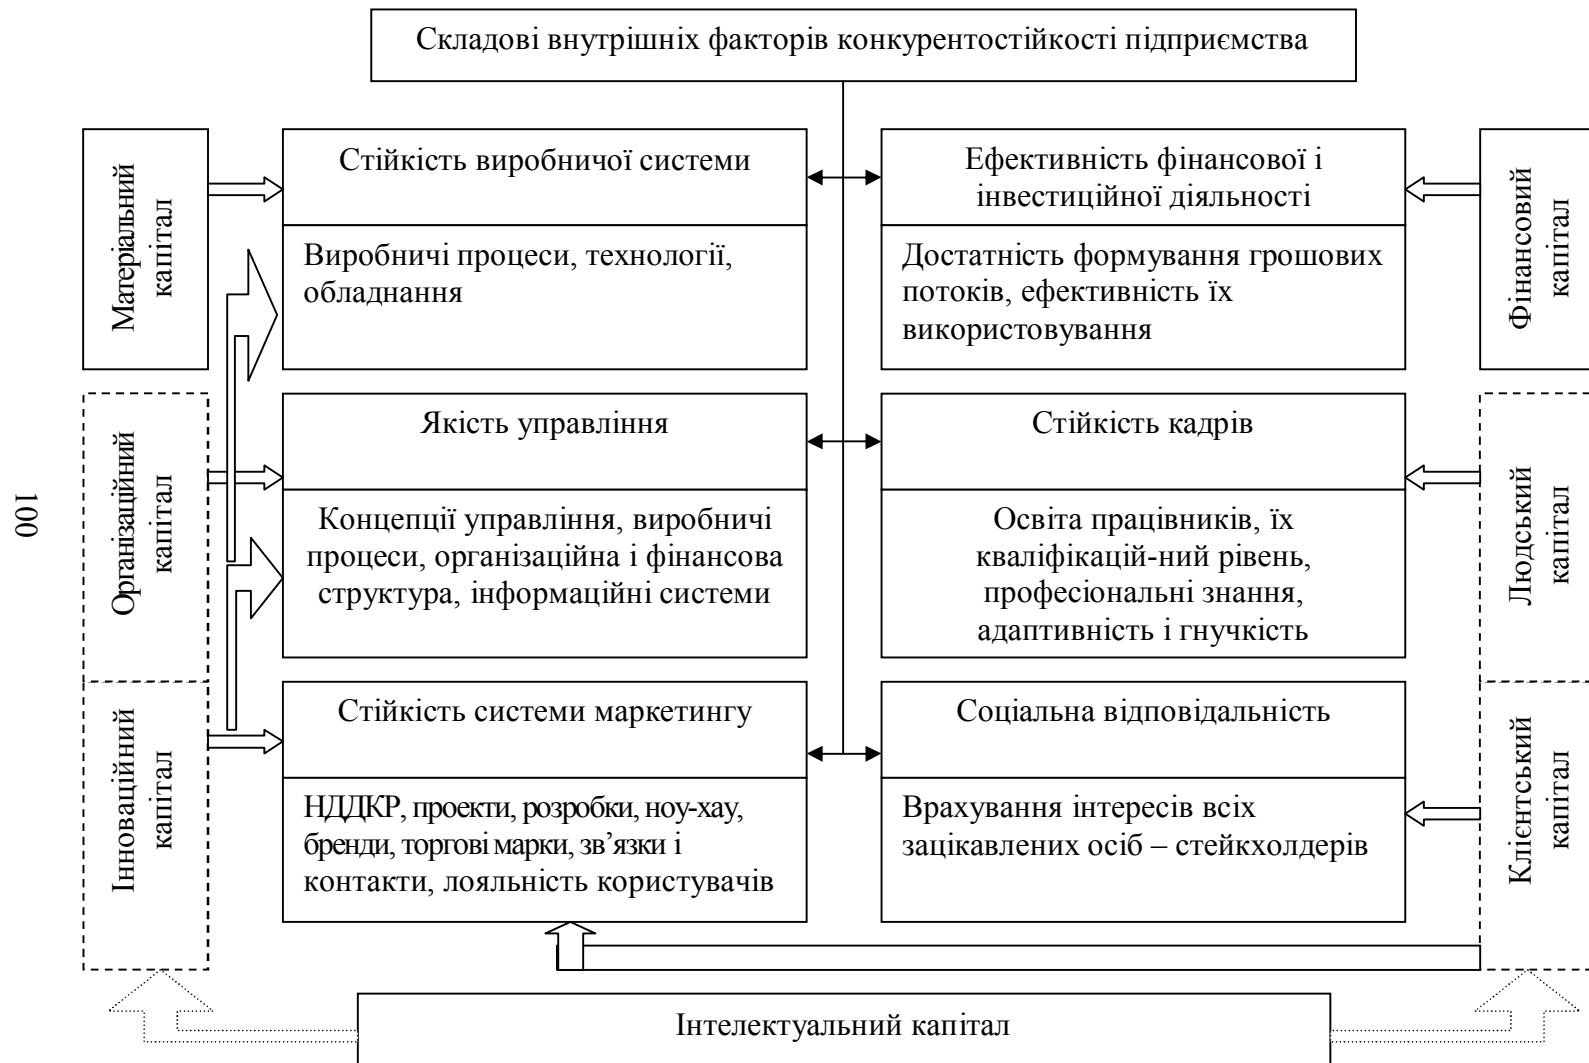 Складові внутрішніх факторів конкурентостійкості підприємства
Матеріальний
капітал
Стійкість виробничої системи
Виробничі процеси, технології,
обладнання
Ефективність фінансової і
інвестиційної діяльності
Достатність формування грошових
потоків, ефективність їх
використовування
Фінансовий
капітал
Організаційний
капітал
Якість управління
Концепції управління, виробничі
процеси, організаційна і фінансова
структура, інформаційні системи
Стійкість кадрів
Освіта працівників, їх
кваліфікацій-ний рівень,
професіональні знання,
адаптивність і гнучкість
Людський
капітал
100
Інноваційний
капітал
Стійкість системи маркетингу
НДДКР, проекти, розробки, ноу-хау,
бренди, торгові марки, зв’язки і
контакти, лояльність користувачів
Соціальна відповідальність
Врахування інтересів всіх
зацікавлених осіб – стейкхолдерів
Клієнтський
капітал
Інтелектуальний капітал